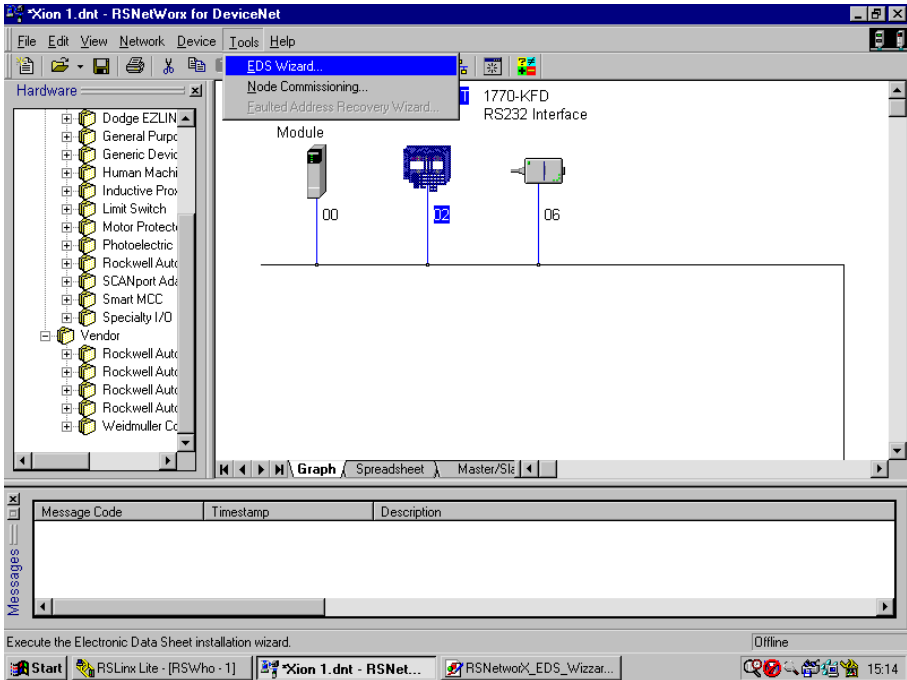 *Xion 1.dnt - RSNetWorx for DeviceNet
File Edit View Network Device Tools Help
EDS Wizard...
Node Commissioning...
Faulted Address Recovery Wizard...
Hardware
Dodge EZLIN
General Purpo
Generic Devic
Human Machi
Inductive Prox
Limit Switch
Motor Protect
Photoelectric
Rockwell Auto
SCANport Ada
Smart MCC
Specialty I/O
Vendor
Rockwell Auto
Rockwell Auto
Rockwell Auto
Rockwell Auto
Weidmuller Co
Module
1770-KFD
RS232 Interface
00
02
06
Graph Spreadsheet Master/Sla
Messages
Message Code Timestamp Description
Execute the Electronic Data Sheet installation wizard.
Offline
Start RSLinx Lite - [RSWho - 1] *Xion 1.dnt - RSNet... RSNetworX_EDS_Wizzar... 15:14